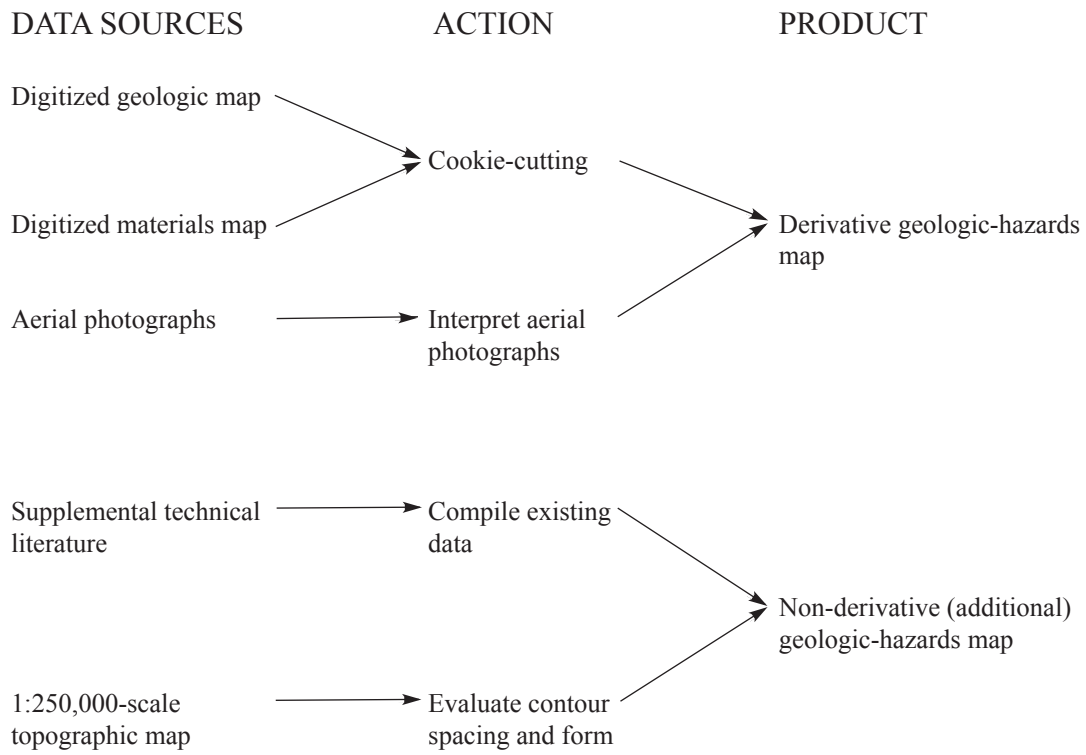 DATA SOURCES
ACTION
PRODUCT
Digitized geologic map
Cookie-cutting
Digitized materials map
Derivative geologic-hazards
map
Aerial photographs
Interpret aerial
photographs
Supplemental technical
literature
Compile existing
data
Non-derivative (additional)
geologic-hazards map
1:250,000-scale
topographic map
Evaluate contour
spacing and form